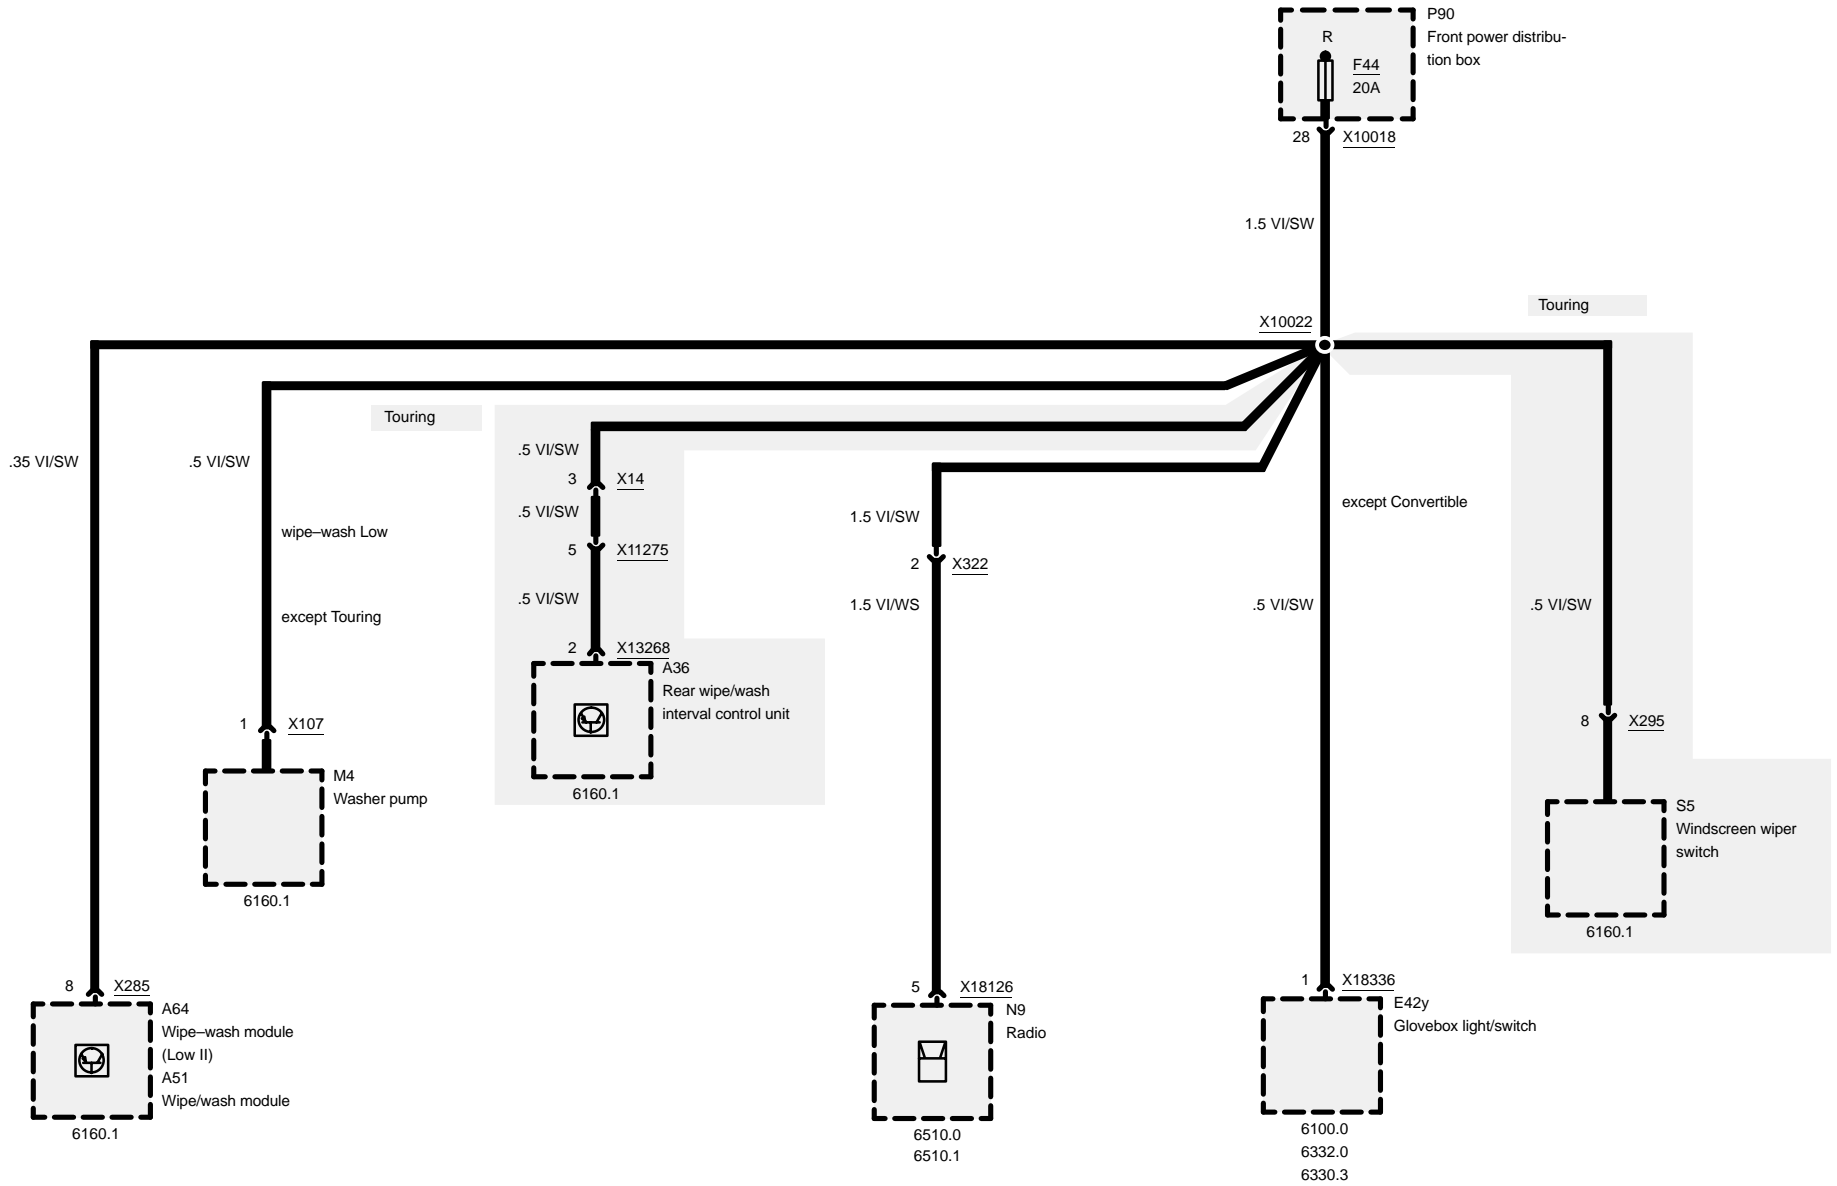 P90
Front power distribu-
tion box
R
F44
20A
28
X10018
1.5 VI/SW
X10022
Touring
Touring
.35 VI/SW
.5 VI/SW
wipe–wash Low
except Touring
1
X107
M4
Washer pump
6160.1
.5 VI/SW
3
X14
.5 VI/SW
5
X11275
.5 VI/SW
2
X13268
A36
Rear wipe/wash
interval control unit
6160.1
1.5 VI/SW
2
X322
1.5 VI/WS
except Convertible
.5 VI/SW
.5 VI/SW
8
X295
S5
Windscreen wiper
switch
6160.1
8
X285
A64
Wipe–wash module
(Low II)
A51
Wipe/wash module
6160.1
5
X18126
N9
Radio
6510.0
6510.1
1
X18336
E42y
Glovebox light/switch
6100.0
6332.0
6330.3